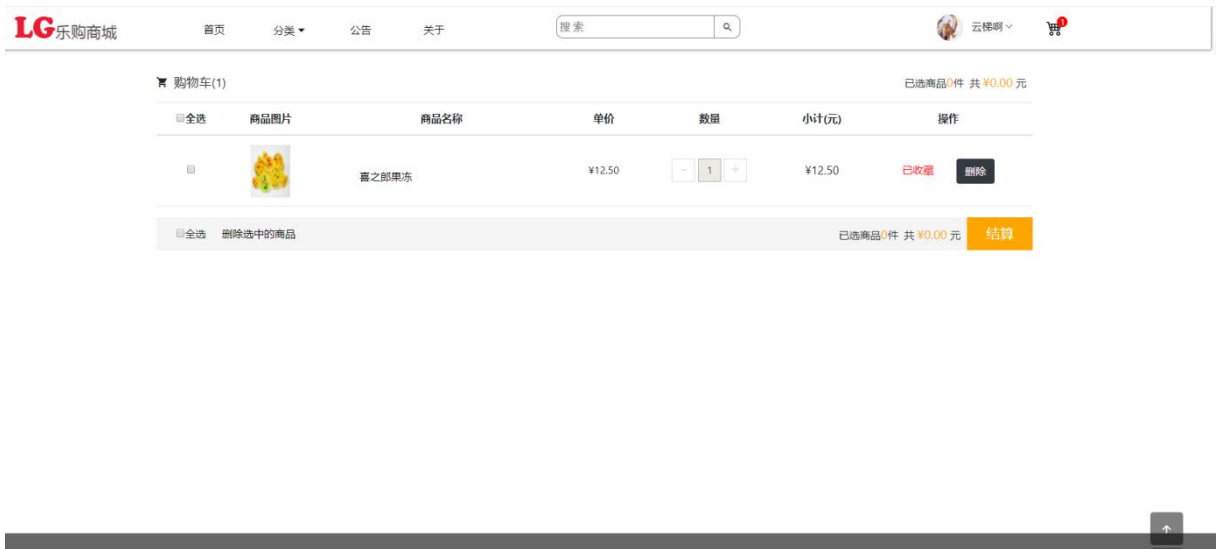 LG乐购商城 首页 分类 公告 关于 搜索 云梯啊 1
购物车(1) 已选商品0件 共 ¥0.00 元
全选 商品图片 商品名称 单价 数量 小计(元) 操作
喜之郎果冻 ¥12.50 - 1 + ¥12.50 已收藏 删除
全选 删除选中的商品 已选商品0件 共 ¥0.00 元 结算